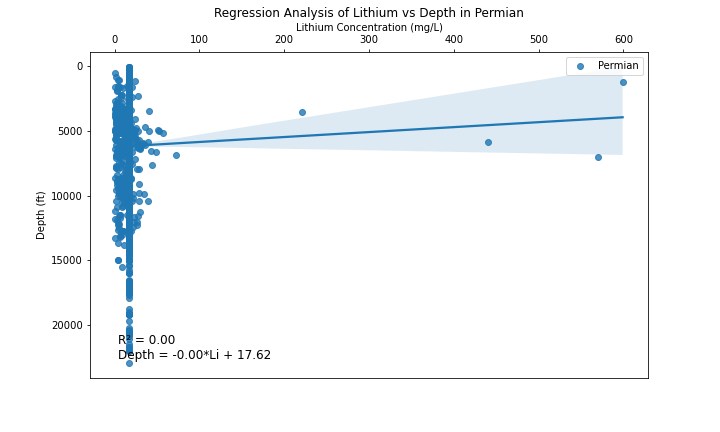 Regression Analysis of Lithium vs Depth in Permian
Lithium Concentration (mg/L)
0 100 200 300 400 500 600
Permian
Depth (ft)
0
5000
10000
15000
20000
R² = 0.00
Depth = -0.00*Li + 17.62